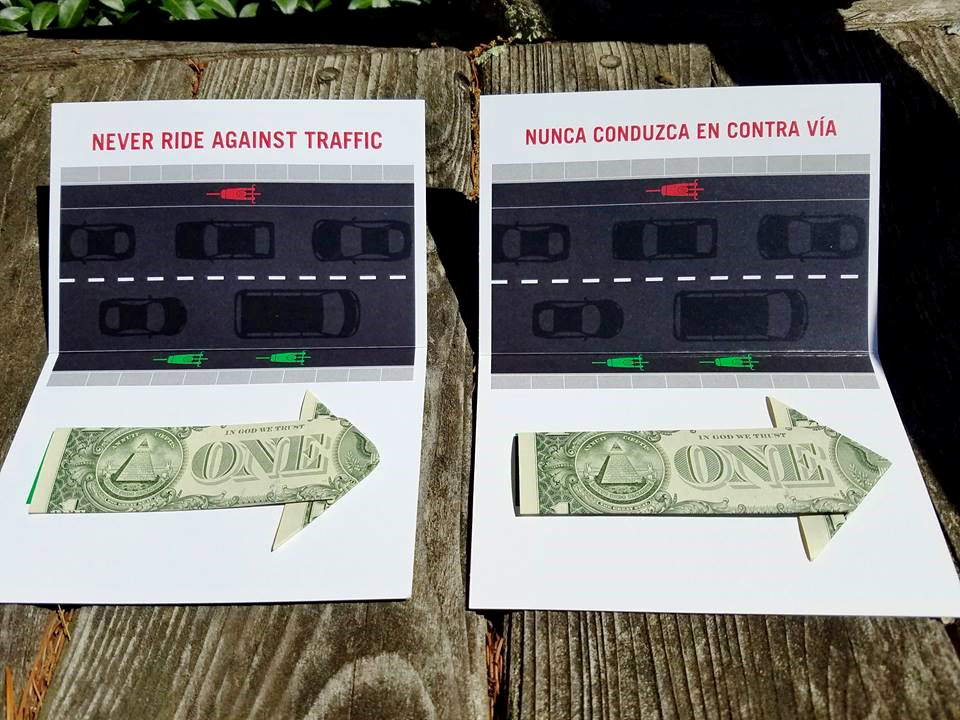 NEVER RIDE AGAINST TRAFFIC
NUNCA CONDUZCA EN CONTRA VÍA
IN GOD WE TRUST
ONE
IN GOD WE TRUST
ONE